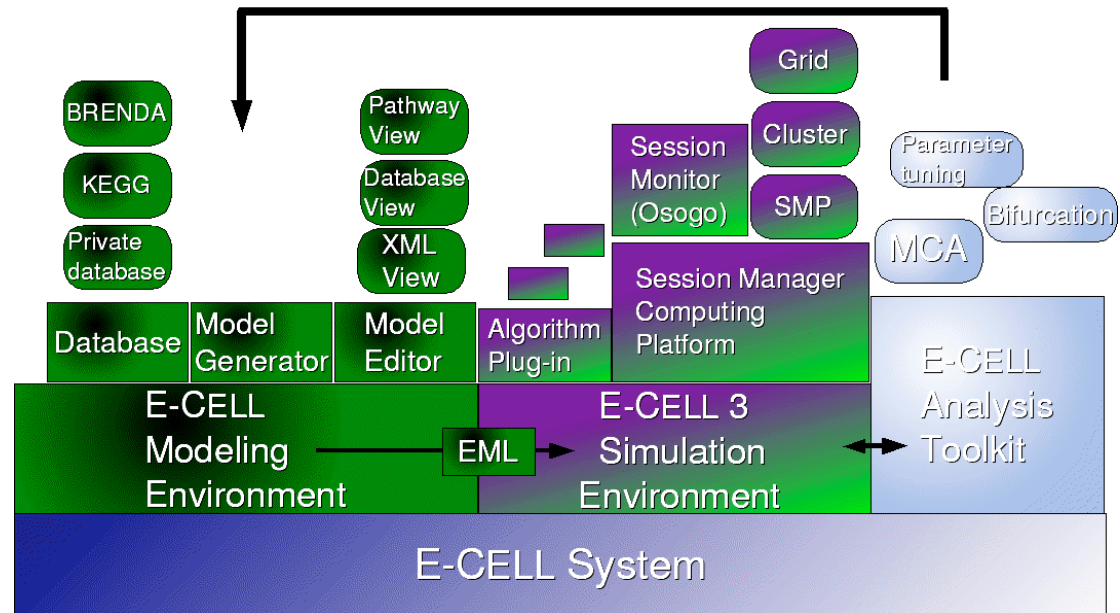 BRENDA
KEGG
Private
database
Pathway
View
Database
View
XML
View
Grid
Cluster
SMP
Session
Monitor
(Osogo)
Parameter
tuning
Bifurcation
MCA
Database
Model
Generator
Model
Editor
Algorithm
Plug-in
Session Manager
Computing
Platform
E-CELL
Modeling
Environment
EML
E-CELL 3
Simulation
Environment
E-CELL
Analysis
Toolkit
E-CELL System